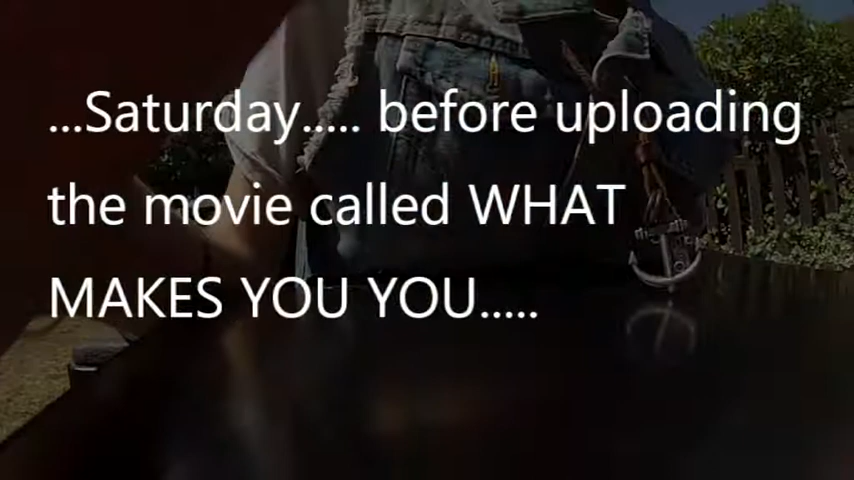 ...Saturday..... before uploading
the movie called WHAT
MAKES YOU YOU.....